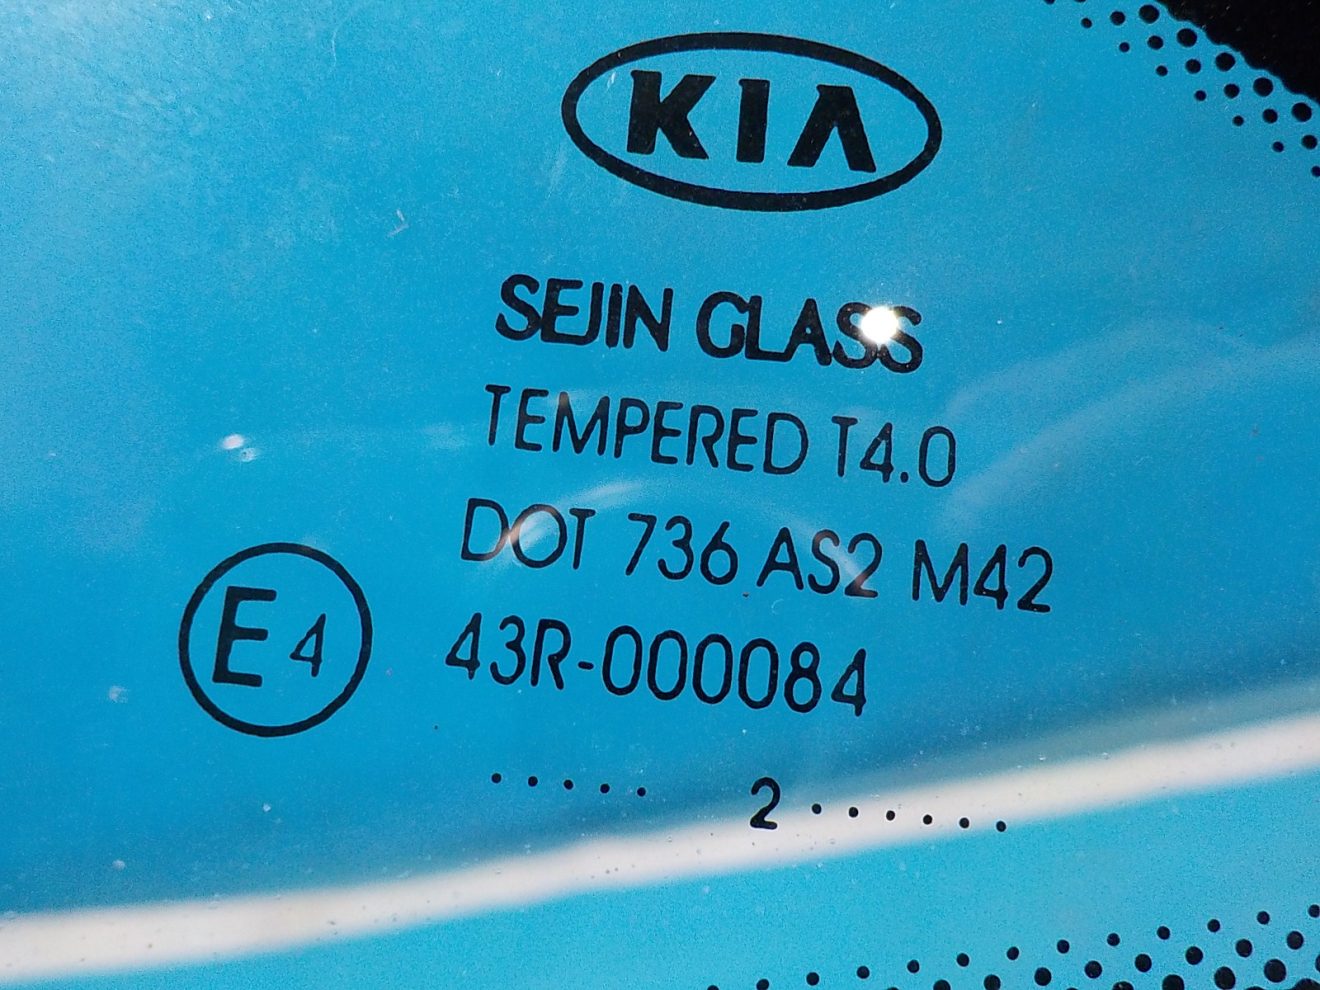 KIA
SEJIN GLASS
TEMPERED T4.0
DOT 736 AS2 M42
E4
43R-000084
..... 2......